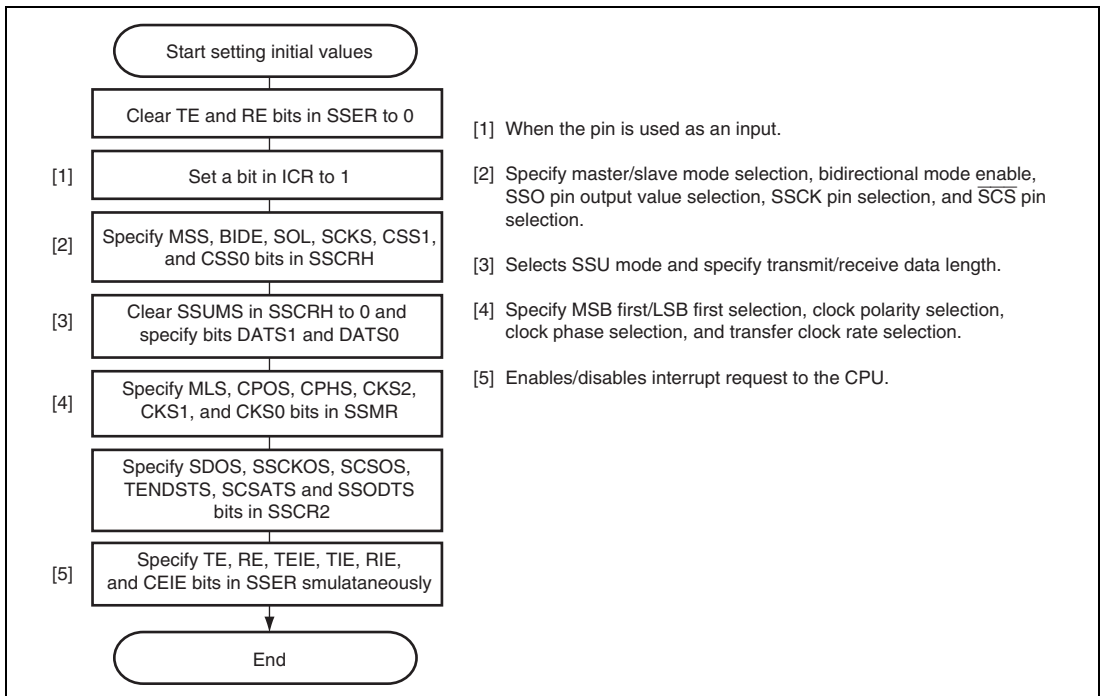 Start setting initial values
Clear TE and RE bits in SSER to 0
[1]
Set a bit in ICR to 1
[2]
Specify MSS, BIDE, SOL, SCKS, CSS1,
and CSS0 bits in SSCRH
[3]
Clear SSUMS in SSCRH to 0 and
specify bits DATS1 and DATS0
[4]
Specify MLS, CPOS, CPHS, CKS2,
CKS1, and CKS0 bits in SSMR
Specify SDOS, SSCKOS, SCSOS,
TENDSTS, SCSATS and SSODTS
bits in SSCR2
[5]
Specify TE, RE, TEIE, TIE, RIE,
and CEIE bits in SSER smulataneously
End
[1] When the pin is used as an input.
[2] Specify master/slave mode selection, bidirectional mode enable,
SSO pin output value selection, SSCK pin selection, and SCS pin
selection.
[3] Selects SSU mode and specify transmit/receive data length.
[4] Specify MSB first/LSB first selection, clock polarity selection,
clock phase selection, and transfer clock rate selection.
[5] Enables/disables interrupt request to the CPU.